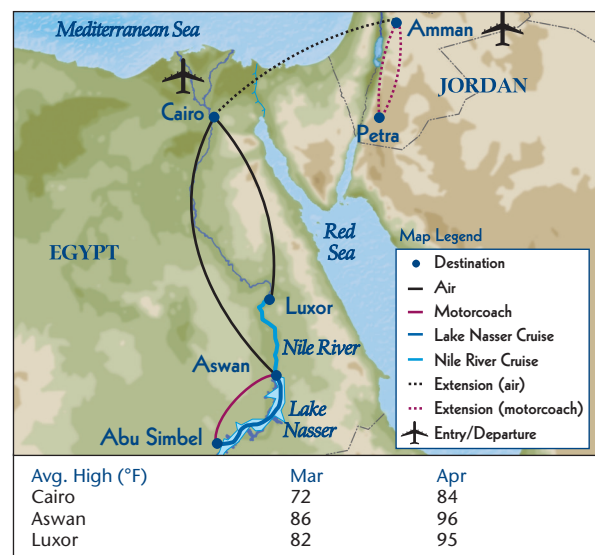 Mediterranean Sea
Amman
JORDAN
Cairo
Petra
EGYPT
Red
Sea
Luxor
Nile River
Aswan
Lake
Nasser
Abu Simbel
Map Legend
Destination
Air
Motorcoach
Lake Nasser Cruise
Nile River Cruise
Extension (air)
Extension (motorcoach)
Entry/Departure
Avg. High (°F) Mar Apr
Cairo 72 84
Aswan 86 96
Luxor 82 95